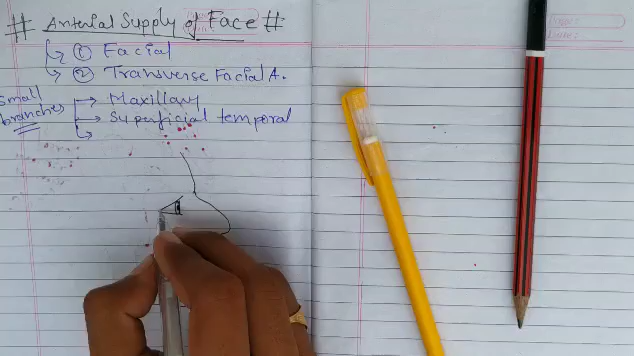 # Arterial Supply of Face #
① Facial
② Transverse Facial A.
Small branches
Maxillary
Superficial temporal